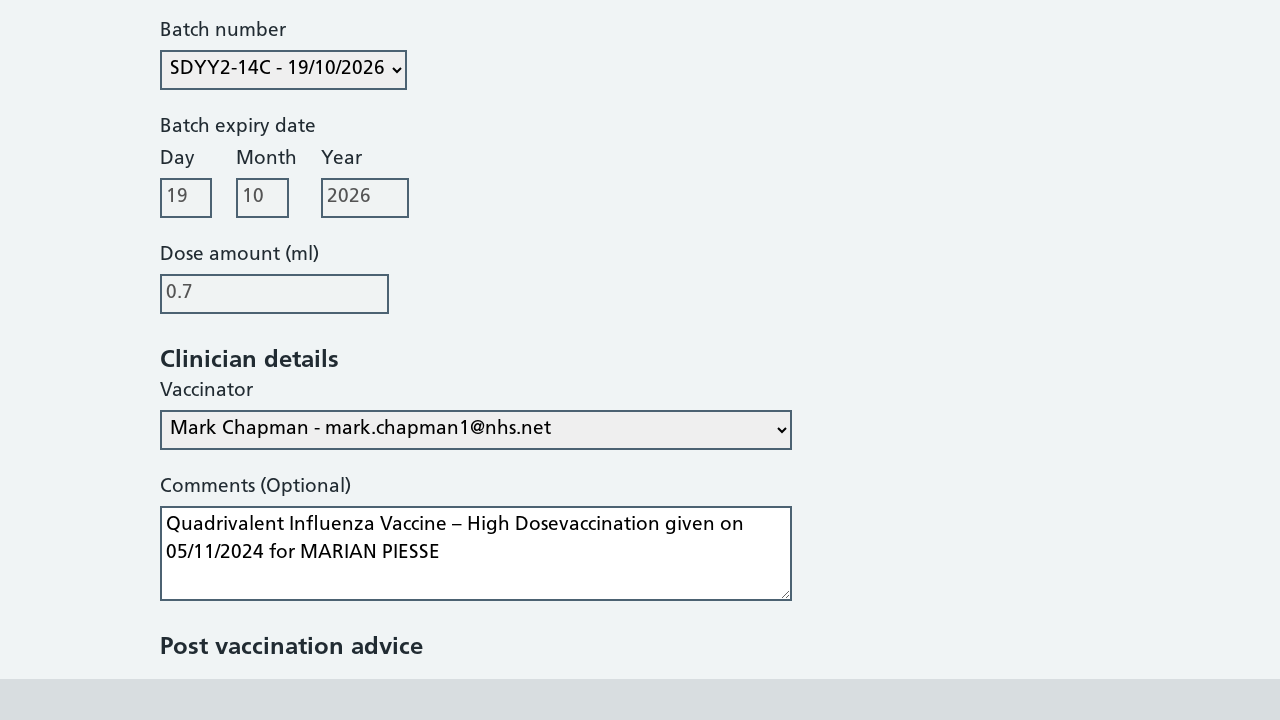 Batch number
SDYY2-14C - 19/10/2026
Batch expiry date
Day Month Year
19 10 2026
Dose amount (ml)
0.7
Clinician details
Vaccinator
Mark Chapman - mark.chapman1@nhs.net
Comments (Optional)
Quadrivalent Influenza Vaccine – High Dosevaccination given on
05/11/2024 for MARIAN PIESSE
Post vaccination advice